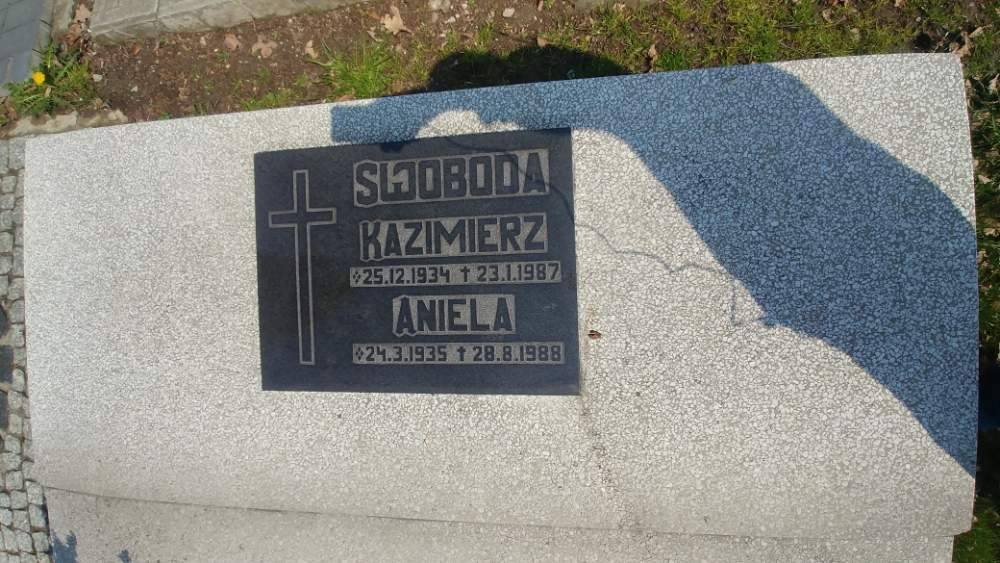 SWOBODA
KAZIMIERZ
*25.12.1934 † 23.1.1987
ANIELA
*24.3.1935 † 28.8.1988